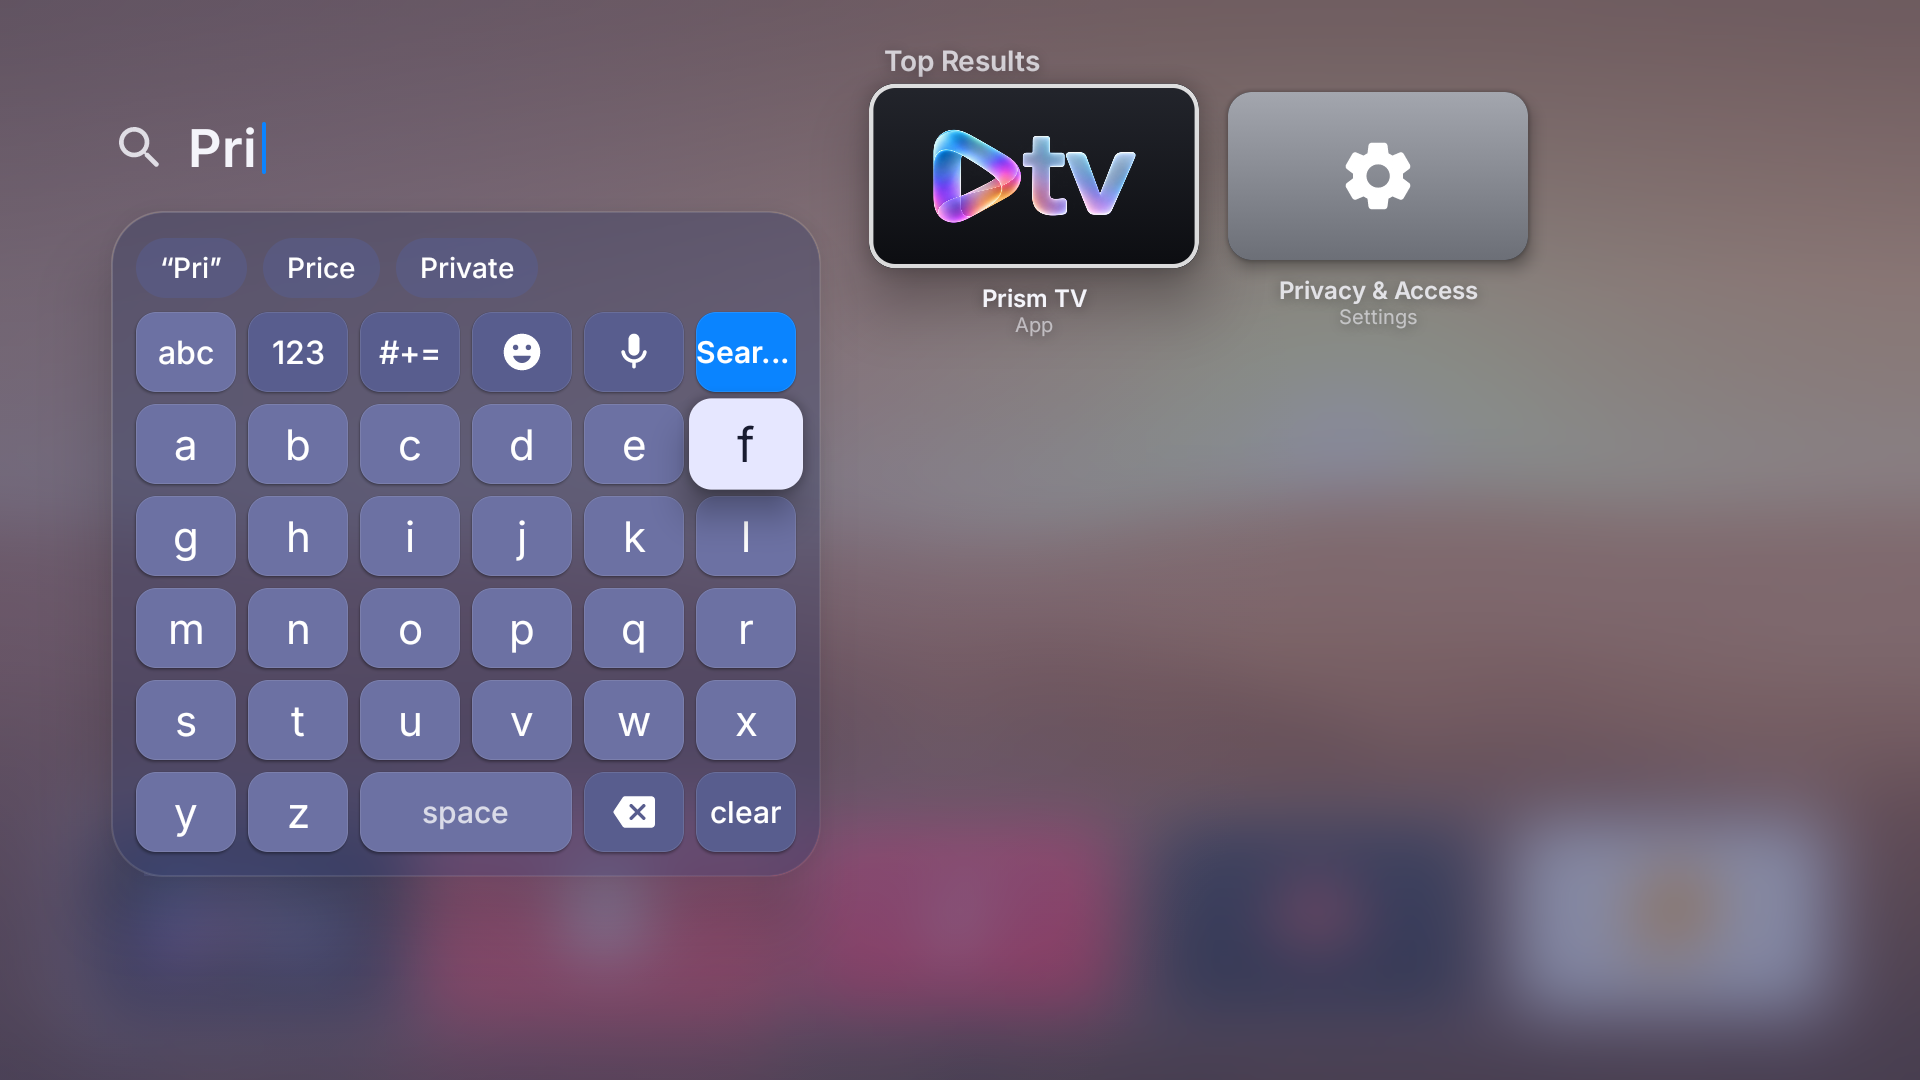 Pri
“Pri” Price Private
abc 123 #+= Sear...
a b c d e f
g h i j k l
m n o p q r
s t u v w x
y z space clear
Top Results
tv
Prism TV
App
Privacy & Access
Settings